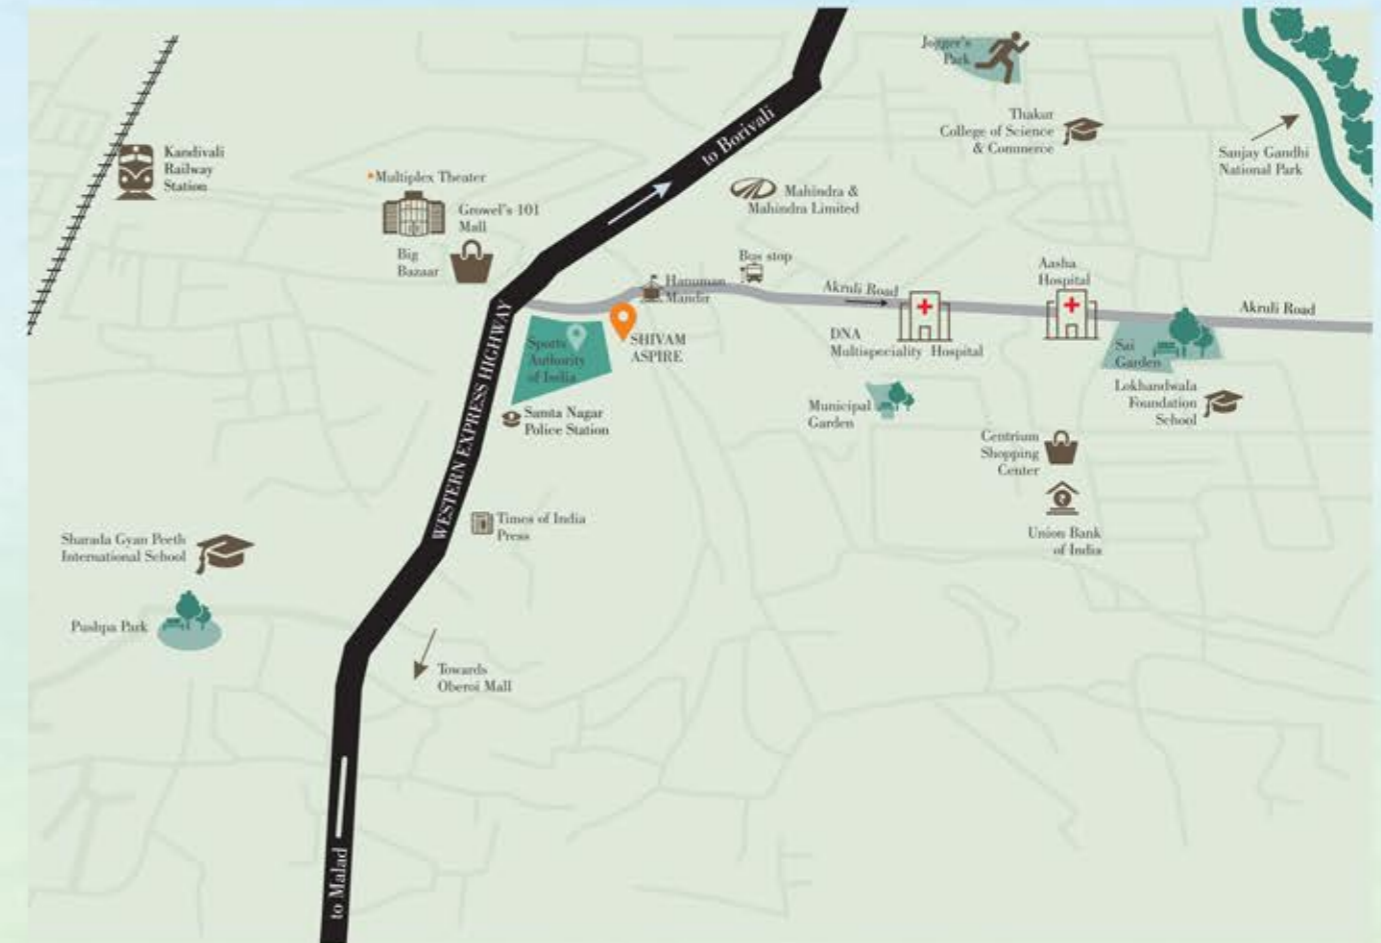 Jogger's
Park
to Borivali
Thakur
College of Science
& Commerce
Kandivali
Railway
Station
Sanjay Gandhi
National Park
Multiplex Theater
Mahindra &
Mahindra Limited
Growel's 101
Mall
Big
Bazaar
Bus stop
Aasha
Hospital
Hanuman
Mandir
Akruli Road
Akruli Road
SHIVAM
ASPIRE
Sports
Authority
of India
DNA
Multispeciality Hospital
Sai
Garden
WESTERN EXPRESS HIGHWAY
Lokhandwala
Foundation
School
Municipal
Garden
Samta Nagar
Police Station
Centrium
Shopping
Center
Times of India
Press
Union Bank
of India
Sharada Gyan Peeth
International School
Pushpa Park
Towards
Oberoi Mall
to Malad